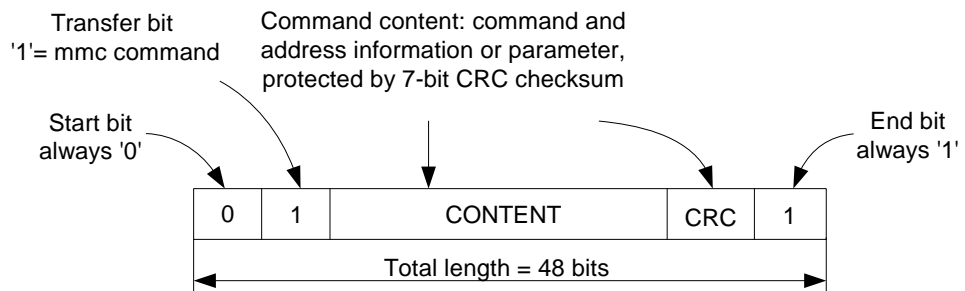 Transfer bit
'1'= mmc command
Command content: command and
address information or parameter,
protected by 7-bit CRC checksum
Start bit
always '0'
End bit
always '1'
0 1 CONTENT CRC 1
Total length = 48 bits